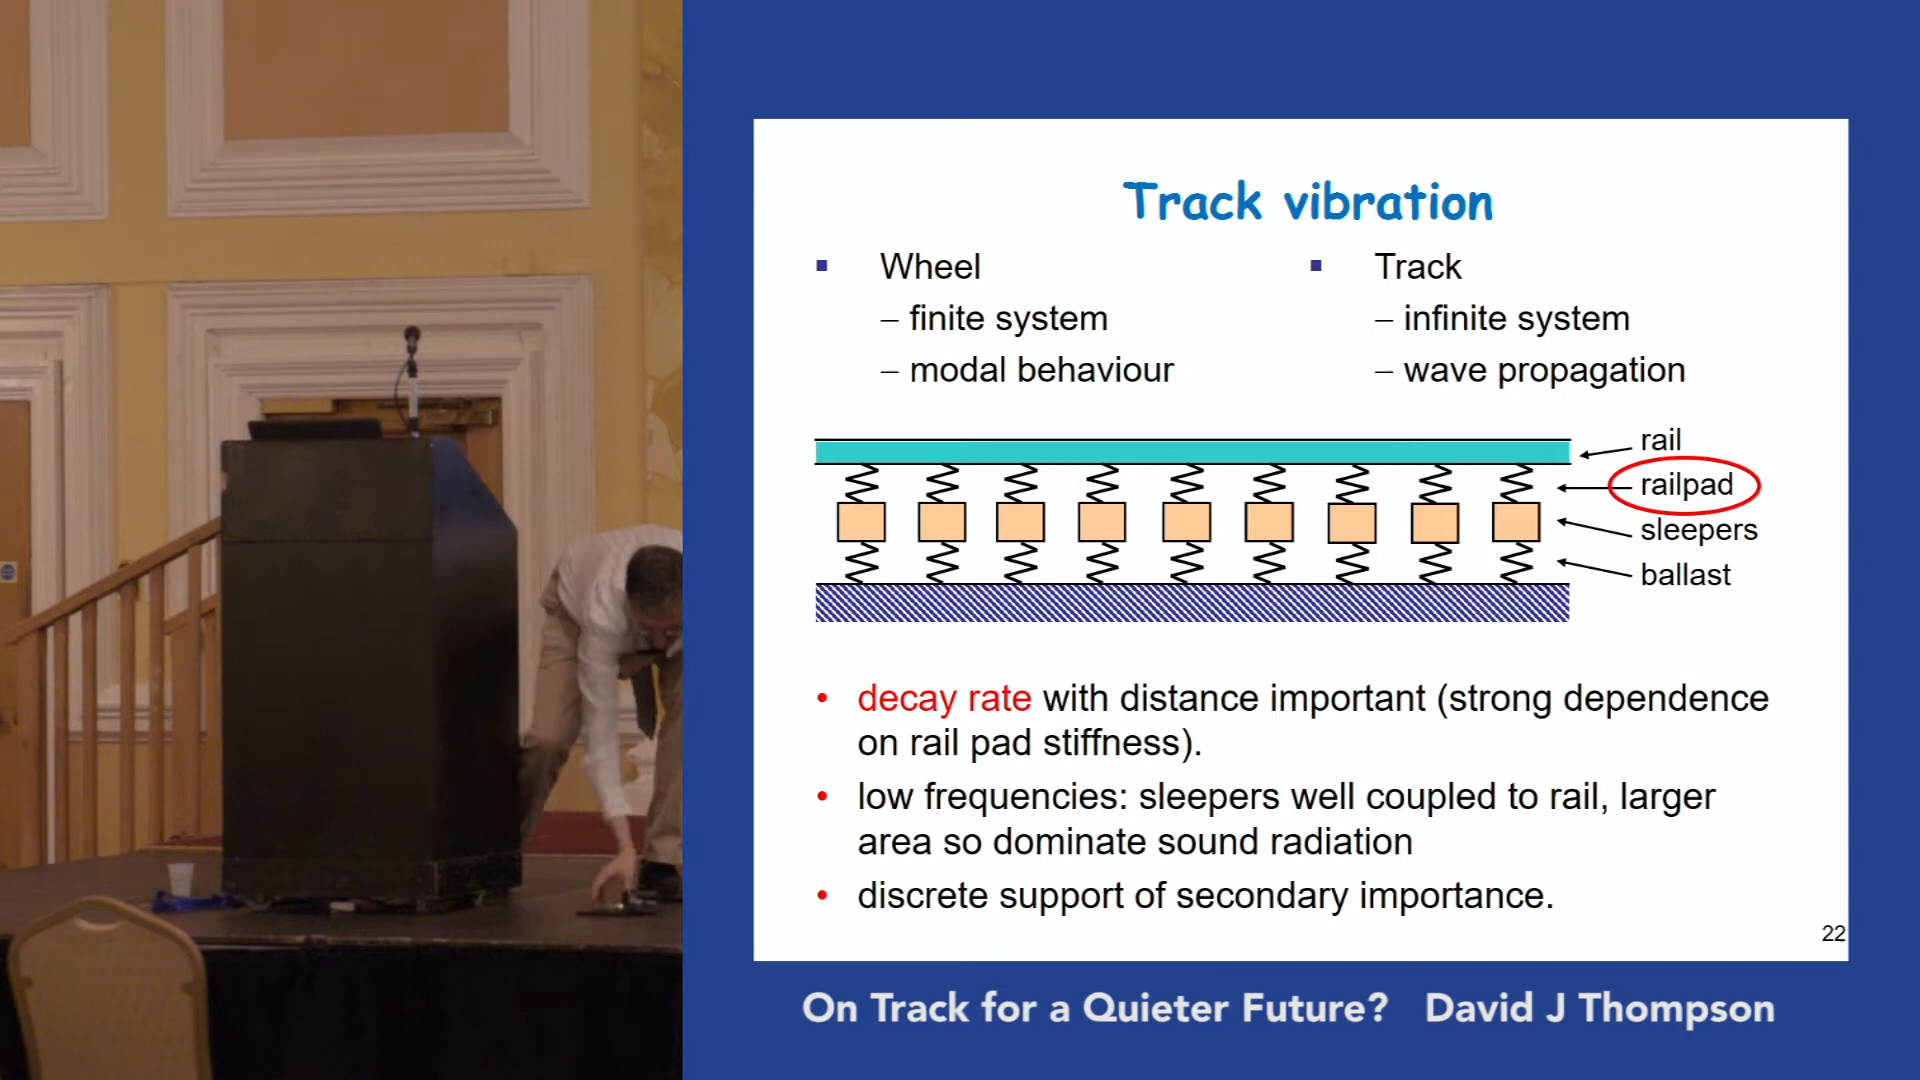 Track vibration
▪ Wheel
– finite system
– modal behaviour
▪ Track
– infinite system
– wave propagation
rail
railpad
sleepers
ballast
• decay rate with distance important (strong dependence
on rail pad stiffness).
• low frequencies: sleepers well coupled to rail, larger
area so dominate sound radiation
• discrete support of secondary importance.
22
On Track for a Quieter Future? David J Thompson